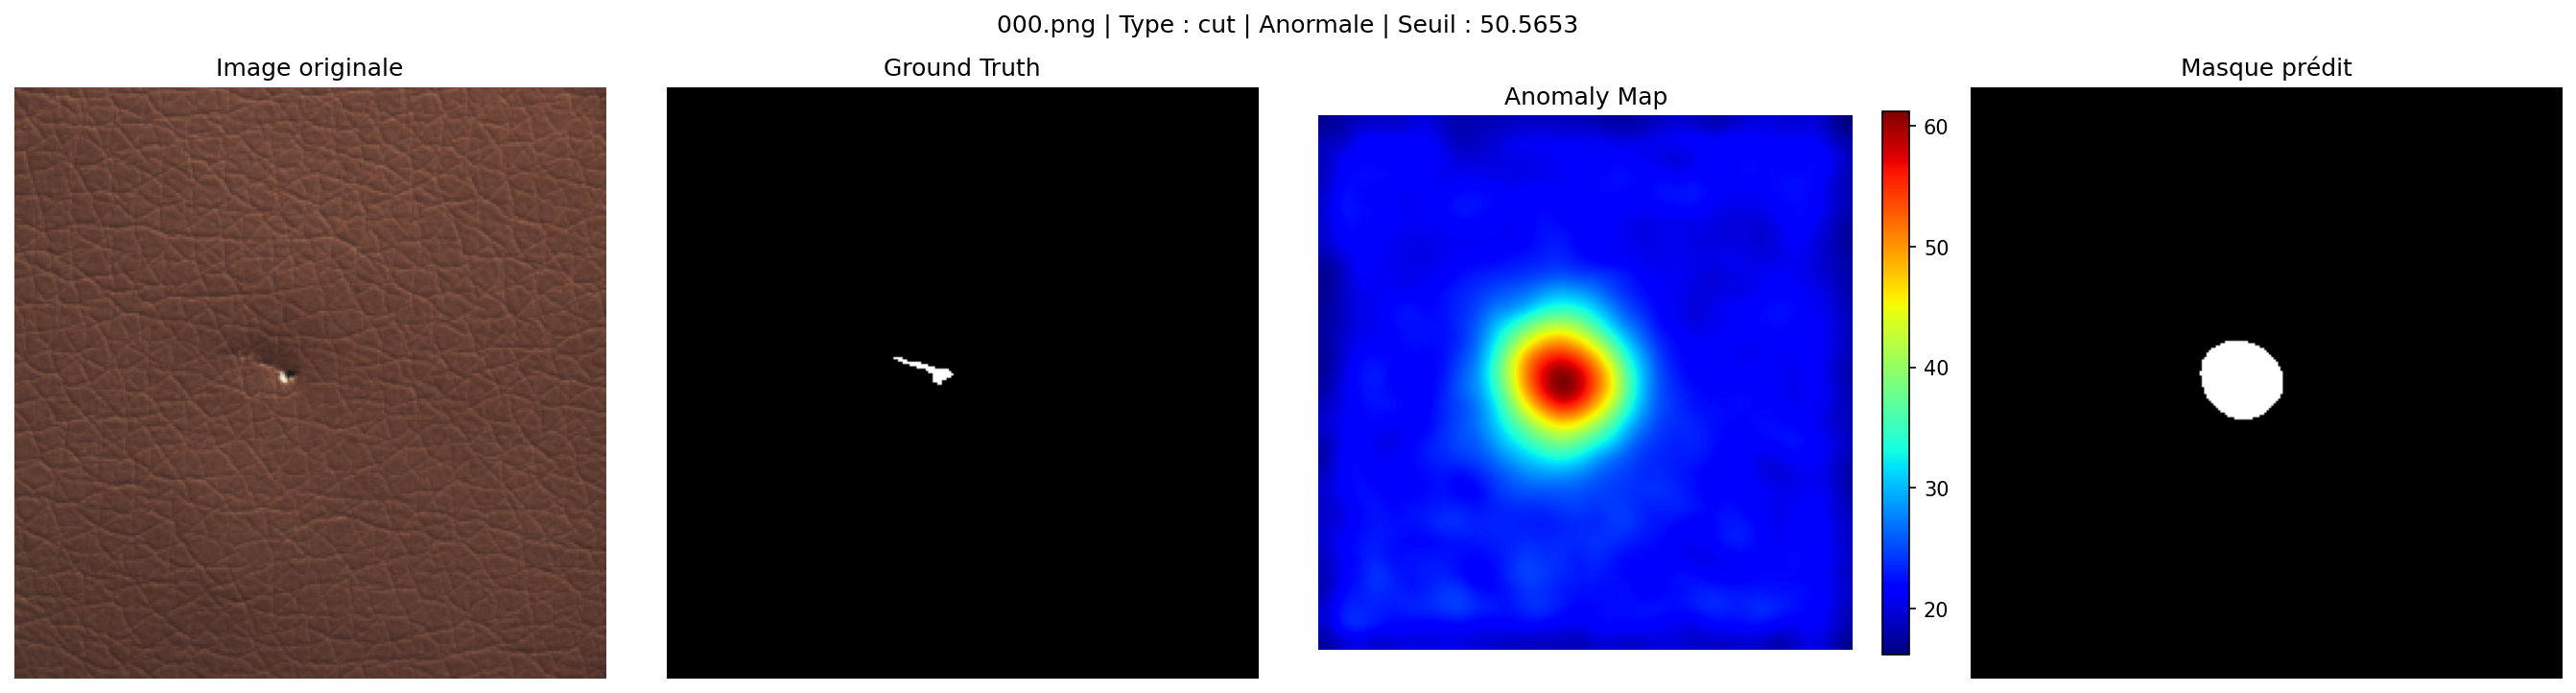 000.png | Type : cut | Anormale | Seuil : 50.5653
Image originale
Ground Truth
Anomaly Map
Masque prédit
60
50
40
30
20